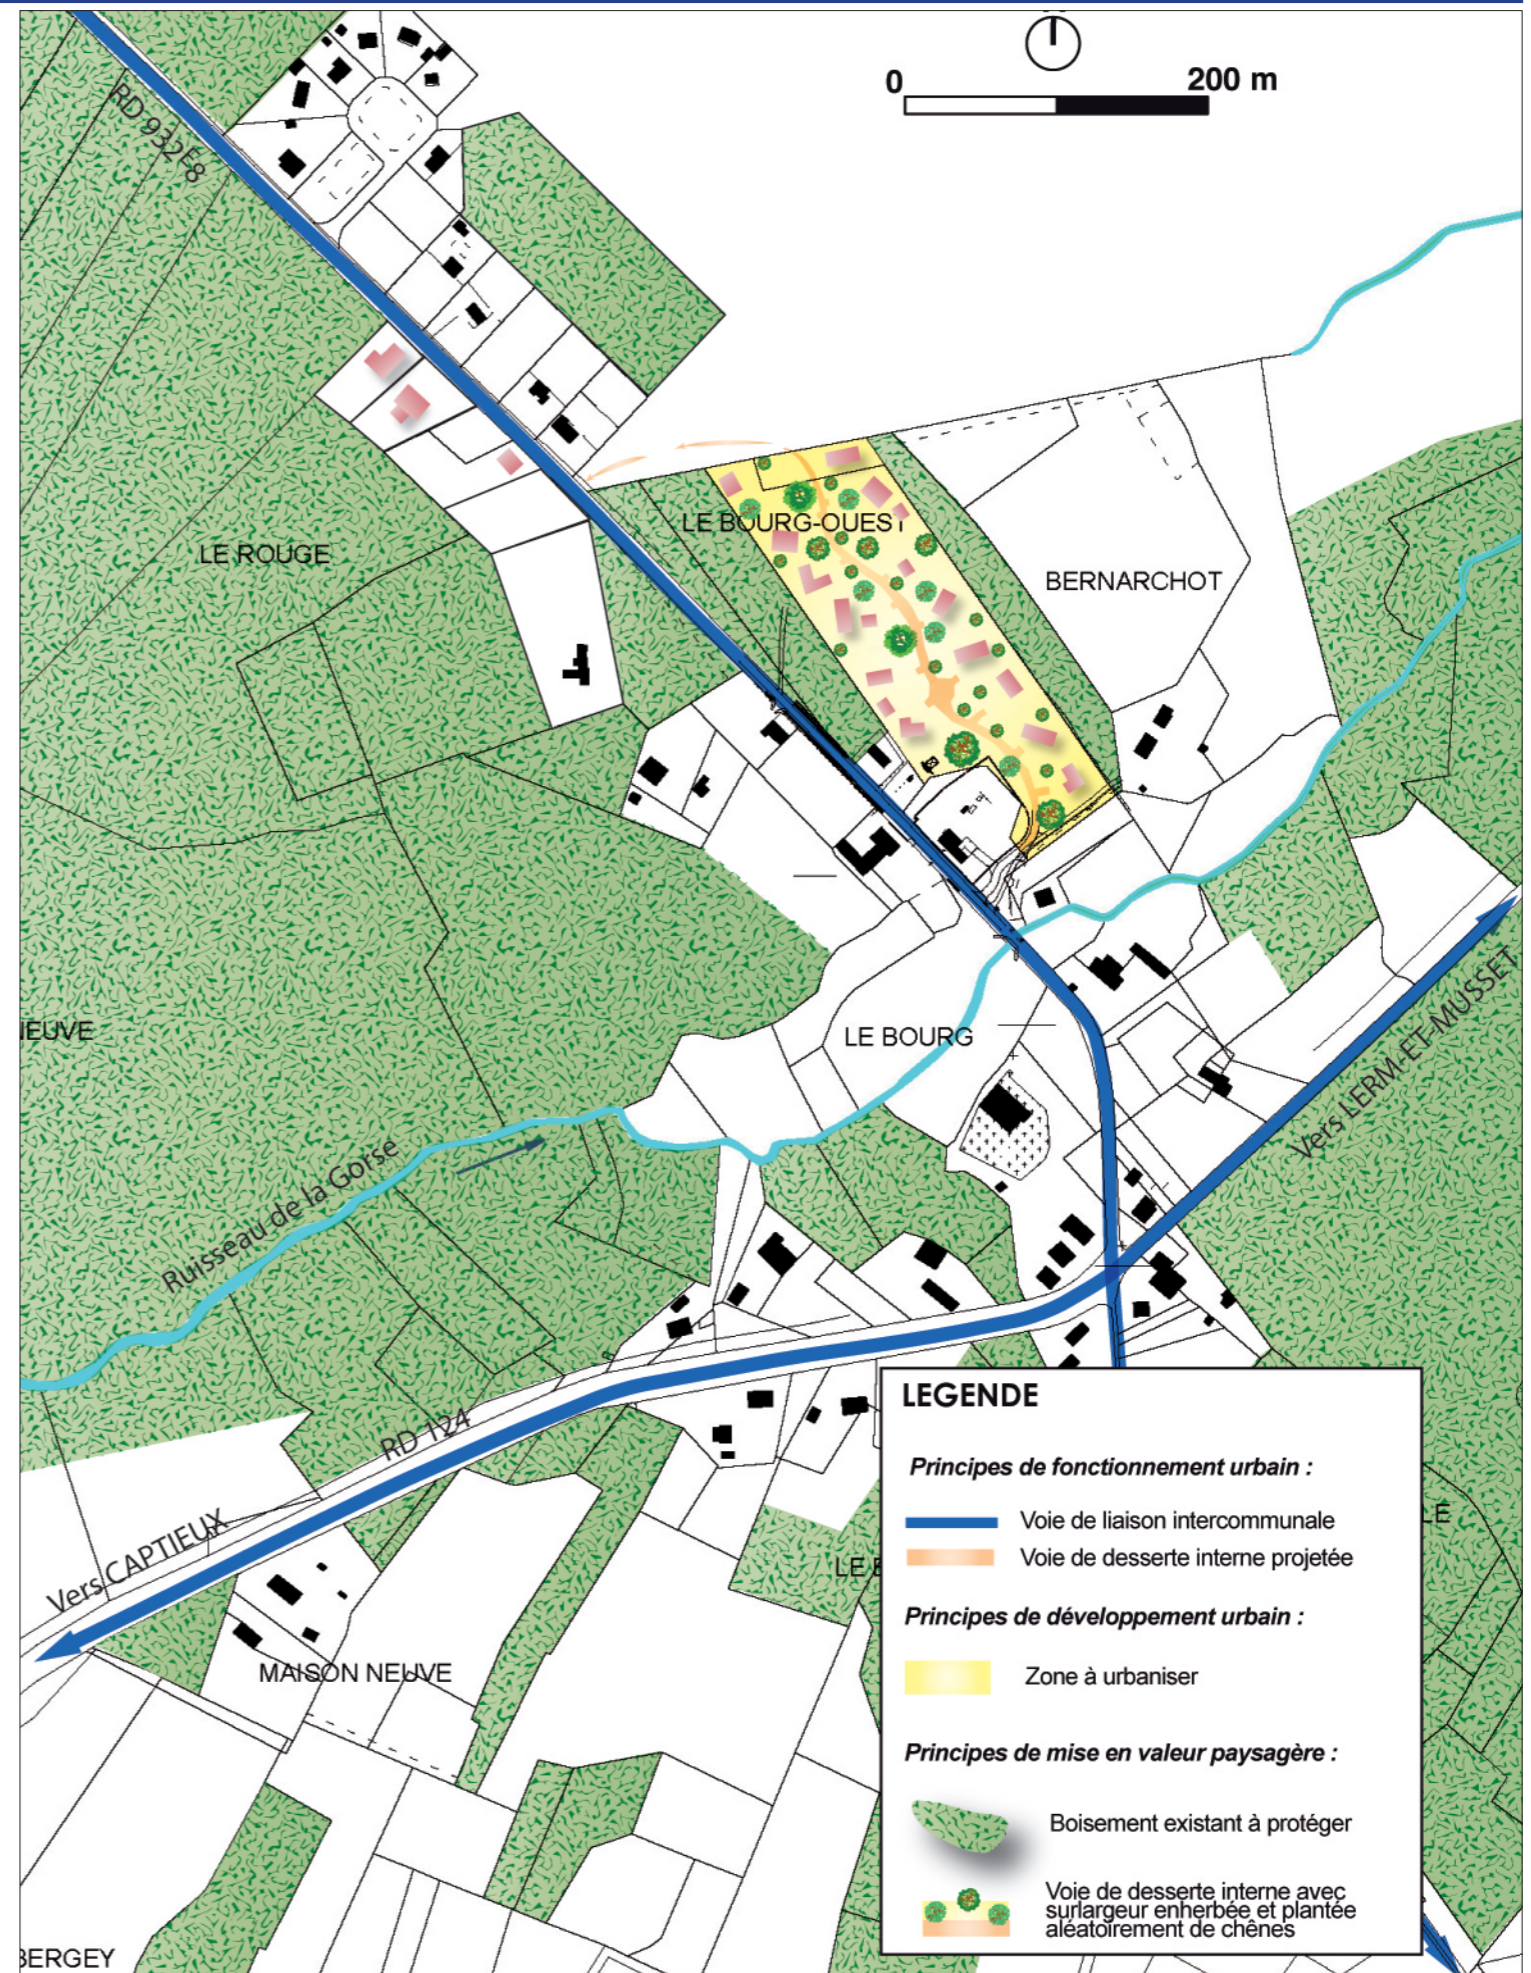 0 200 m
RD 932E8
LE BOURG-OUEST
LE ROUGE
BERNARCHOT
NEUVE
LE BOURG
Vers LERM-ET-MUSSET
Ruisseau de la Gorse
RD 124
Vers CAPTIEUX
MAISON NEUVE
BERGEY
LEGENDE
Principes de fonctionnement urbain :
Voie de liaison intercommunale
Voie de desserte interne projetée
Principes de développement urbain :
Zone à urbaniser
Principes de mise en valeur paysagère :
Boisement existant à protéger
Voie de desserte interne avec
surlargeur enherbée et plantée
aléatoirement de chênes